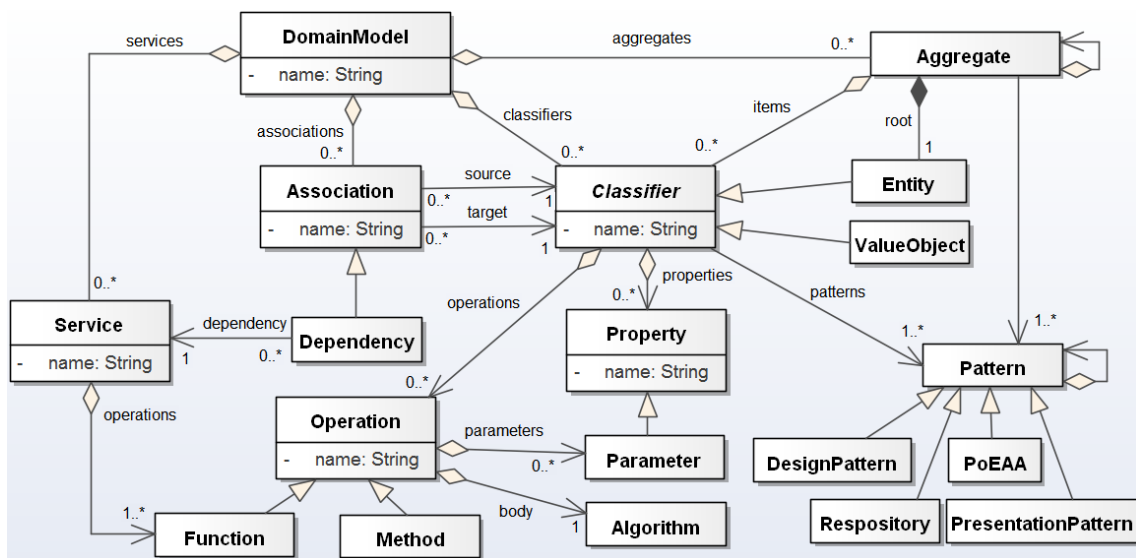 services
DomainModel
- name: String
aggregates
0..*
Aggregate
associations
0..*
classifiers
0..*
items
0..*
root
1
Association
- name: String
source
0..*
1
target
0..*
1
Classifier
- name: String
Entity
ValueObject
0..*
Service
- name: String
dependency
1
0..*
Dependency
operations
0..*
properties
0..*
Property
- name: String
patterns
1..*
1..*
Pattern
operations
1..*
Operation
- name: String
parameters
0..*
Parameter
body
1
Algorithm
DesignPattern
PoEAA
Respository
PresentationPattern
Function
Method